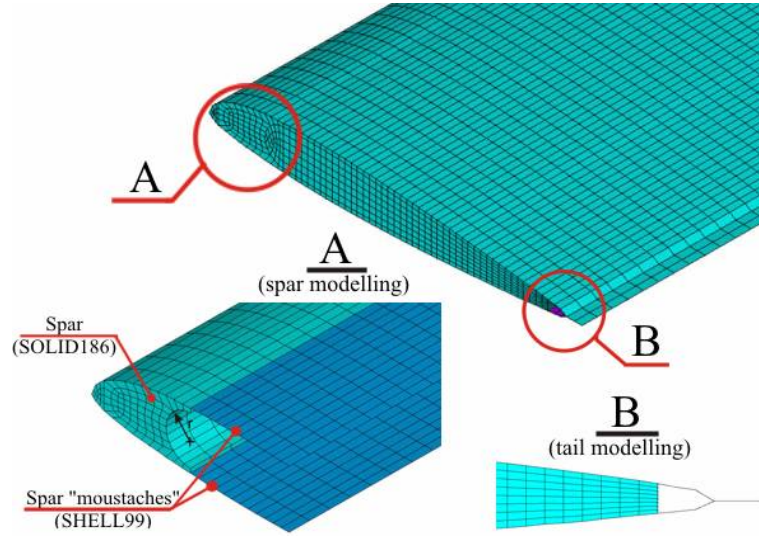 A
A
(spar modelling)
B
Spar
(SOLID186)
r
B
(tail modelling)
Spar "moustaches"
(SHELL99)